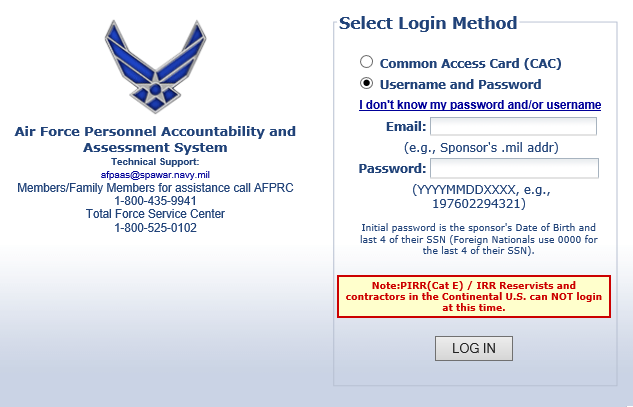 Air Force Personnel Accountability and
Assessment System
Technical Support:
afpaas@spawar.navy.mil
Members/Family Members for assistance call AFPRC
1-800-435-9941
Total Force Service Center
1-800-525-0102
Select Login Method
Common Access Card (CAC)
Username and Password
I don't know my password and/or username
Email:
(e.g., Sponsor's .mil addr)
Password:
(YYYYMMDDXXXX, e.g.,
197602294321)
Initial password is the sponsor's Date of Birth and
last 4 of their SSN (Foreign Nationals use 0000 for
the last 4 of their SSN).
Note:PIRR(Cat E) / IRR Reservists and
contractors in the Continental U.S. can NOT login
at this time.
LOG IN